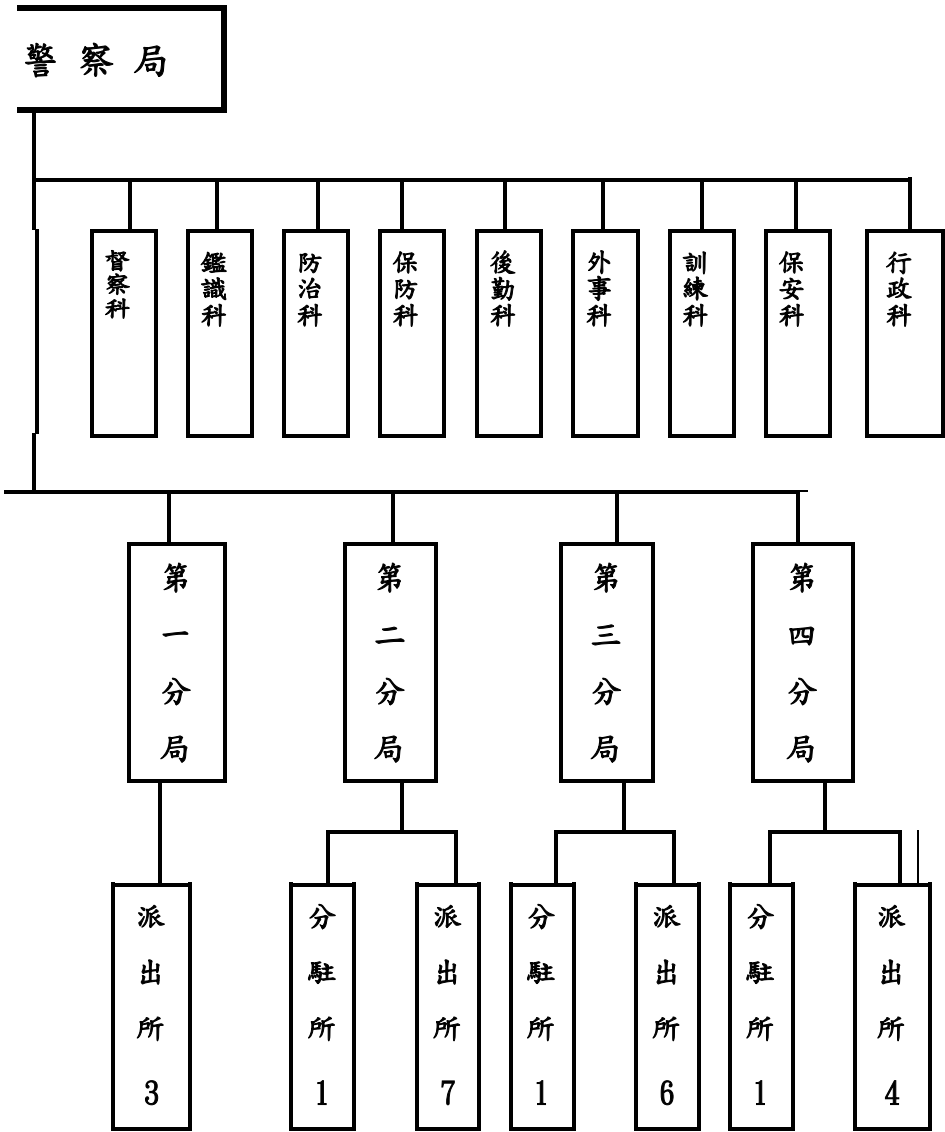 警察局
督察科
鑑識科
防治科
保防科
後勤科
外事科
訓練科
保安科
行政科
第一分局
第二分局
第三分局
第四分局
派出所3
分駐所1
派出所7
分駐所1
派出所6
分駐所1
派出所4